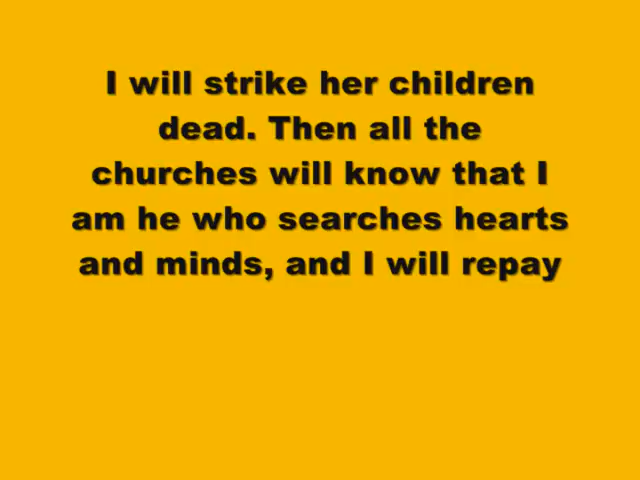 I will strike her children
dead. Then all the
churches will know that I
am he who searches hearts
and minds, and I will repay